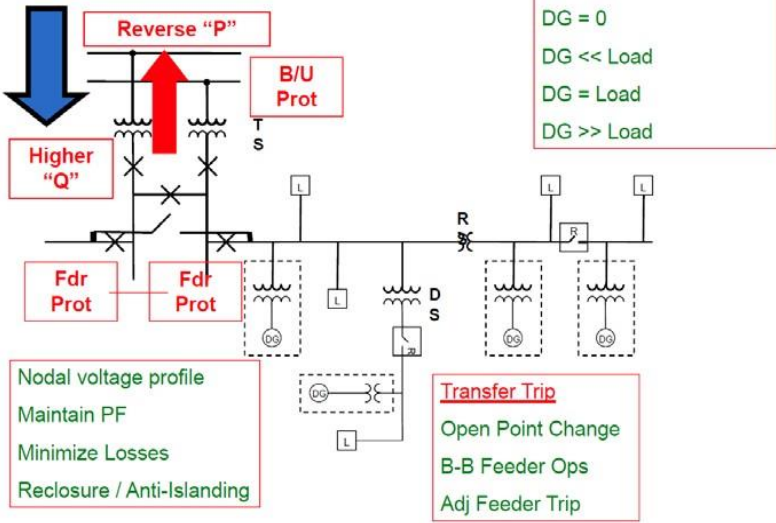 Reverse “P”
DG = 0
DG << Load
DG = Load
DG >> Load
B/U
Prot
T
S
Higher
“Q”
L
L
L
R
R
Fdr
Prot
Fdr
Prot
L
D
S
DG
DG
DG
R
DG
L
Nodal voltage profile
Maintain PF
Minimize Losses
Reclosure / Anti-Islanding
Transfer Trip
Open Point Change
B-B Feeder Ops
Adj Feeder Trip